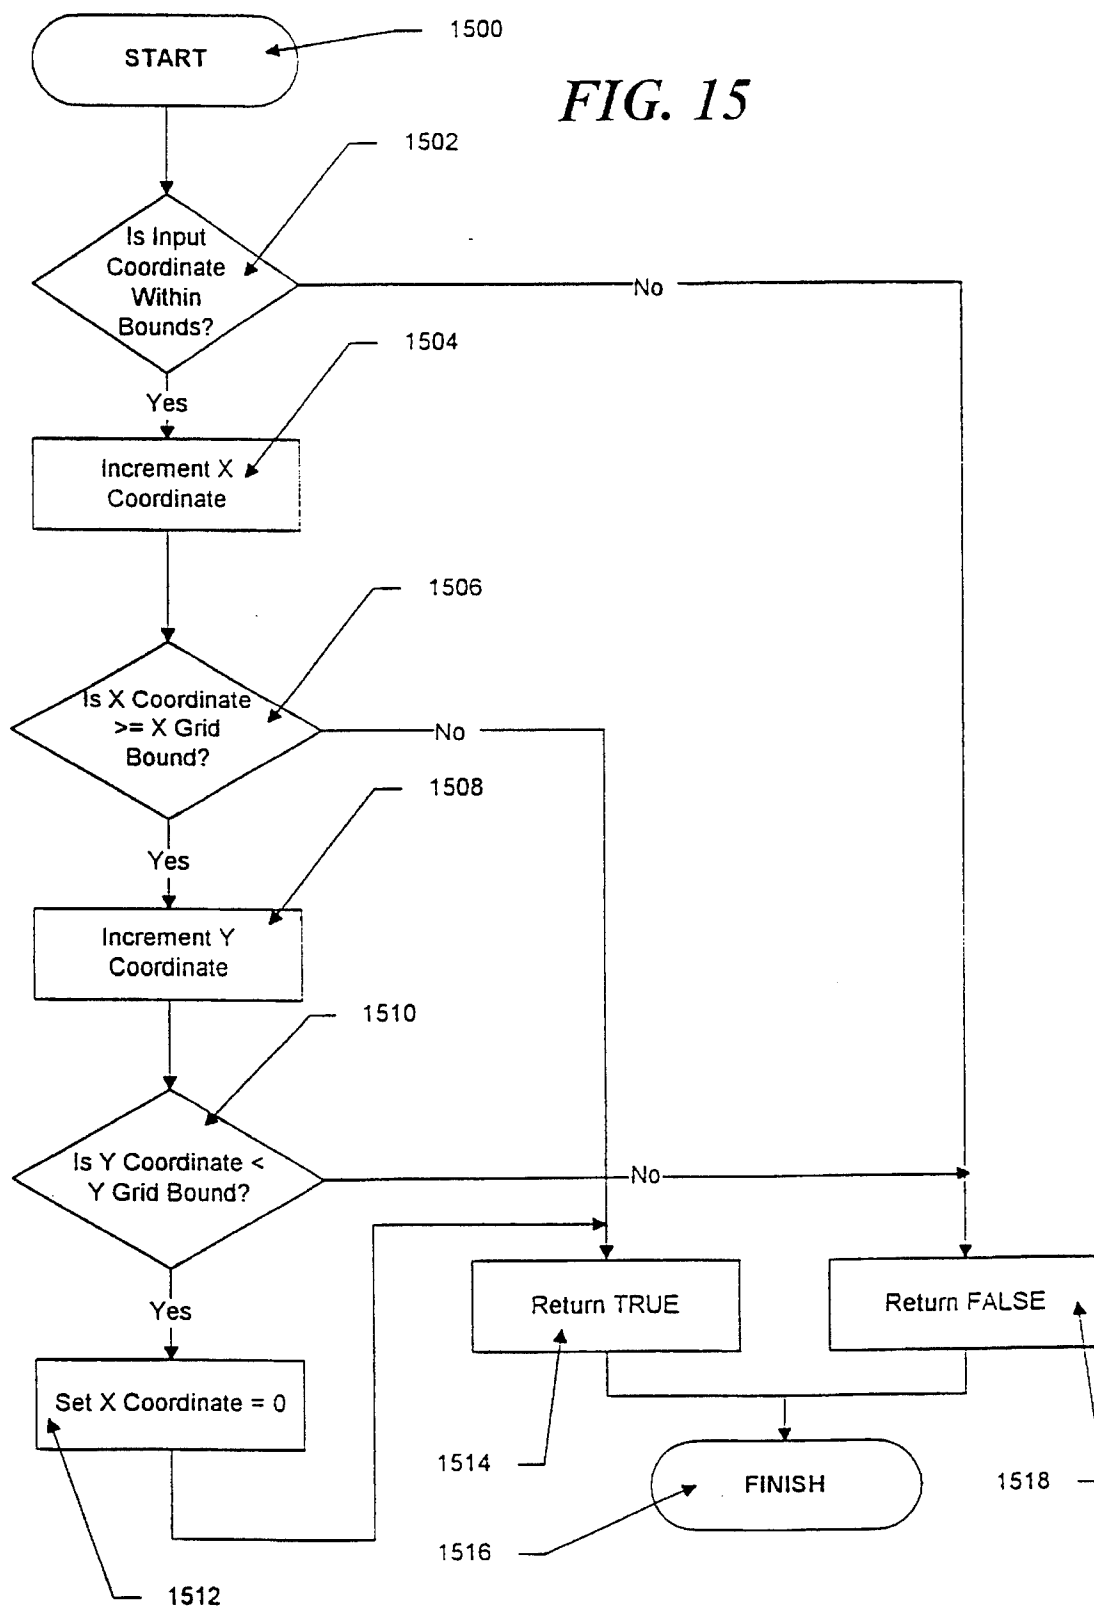 1500
START
FIG. 15
1502
Is Input
Coordinate
Within
Bounds?
No
1504
Yes
Increment X
Coordinate
1506
Is X Coordinate
>= X Grid
Bound?
No
1508
Yes
Increment Y
Coordinate
1510
Is Y Coordinate <
Y Grid Bound?
No
Yes
Return TRUE
Return FALSE
Set X Coordinate = 0
1514
FINISH
1518
1516
1512